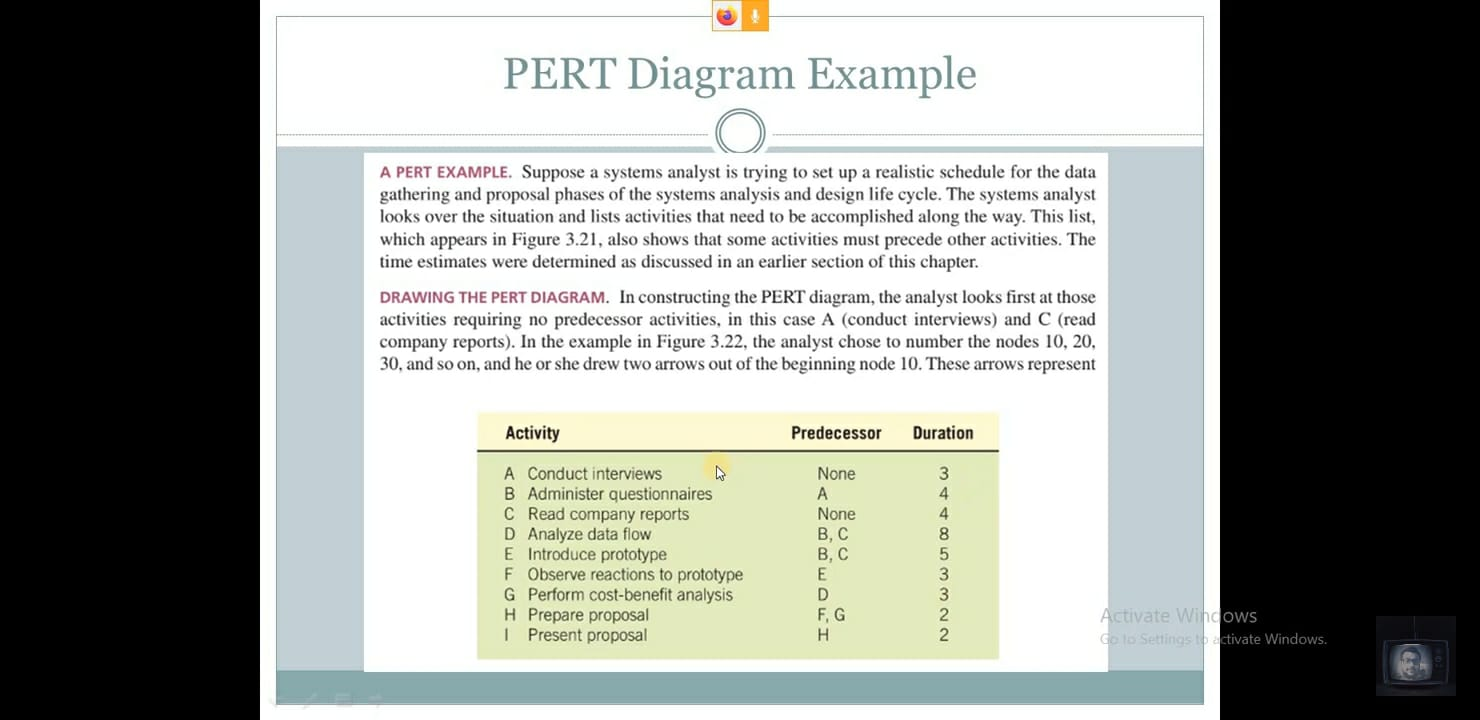 PERT Diagram Example
A PERT EXAMPLE. Suppose a systems analyst is trying to set up a realistic schedule for the data
gathering and proposal phases of the systems analysis and design life cycle. The systems analyst
looks over the situation and lists activities that need to be accomplished along the way. This list,
which appears in Figure 3.21, also shows that some activities must precede other activities. The
time estimates were determined as discussed in an earlier section of this chapter.
DRAWING THE PERT DIAGRAM. In constructing the PERT diagram, the analyst looks first at those
activities requiring no predecessor activities, in this case A (conduct interviews) and C (read
company reports). In the example in Figure 3.22, the analyst chose to number the nodes 10, 20,
30, and so on, and he or she drew two arrows out of the beginning node 10. These arrows represent
Activity Predecessor Duration
A Conduct interviews None 3
B Administer questionnaires A 4
C Read company reports None 4
D Analyze data flow B, C 8
E Introduce prototype B, C 5
F Observe reactions to prototype E 3
G Perform cost-benefit analysis D 3
H Prepare proposal F, G 2
I Present proposal H 2
Activate Windows
Go to Settings to activate Windows.